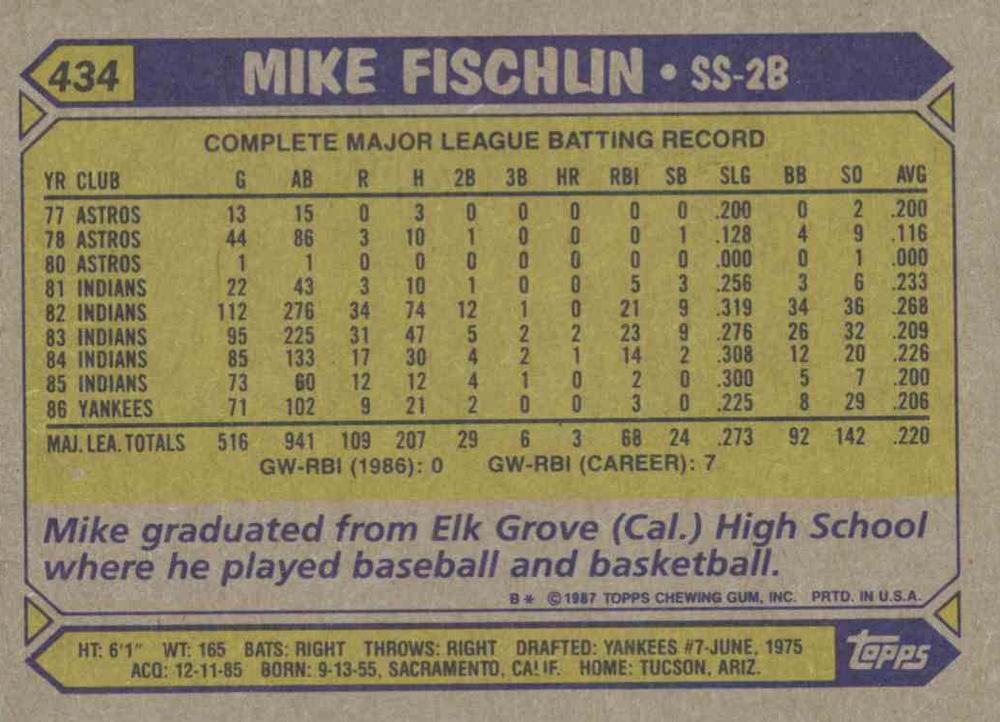 434 MIKE FISCHLIN • SS-2B
COMPLETE MAJOR LEAGUE BATTING RECORD
YR CLUB G AB R H 2B 3B HR RBI SB SLG BB SO AVG
77 ASTROS 13 15 0 3 0 0 0 0 0 .200 0 2 .200
78 ASTROS 44 86 3 10 1 0 0 0 1 .128 4 9 .116
80 ASTROS 1 1 0 0 0 0 0 0 0 .000 0 1 .000
81 INDIANS 22 43 3 10 1 0 0 5 3 .256 3 6 .233
82 INDIANS 112 276 34 74 12 1 0 21 9 .319 34 36 .268
83 INDIANS 95 225 31 47 5 2 2 23 9 .276 26 32 .209
84 INDIANS 85 133 17 30 4 2 1 14 2 .308 12 20 .226
85 INDIANS 73 60 12 12 4 1 0 2 0 .300 5 7 .200
86 YANKEES 71 102 9 21 2 0 0 3 0 .225 8 29 .206
MAJ. LEA. TOTALS 516 941 109 207 29 6 3 68 24 .273 92 142 .220
GW-RBI (1986): 0 GW-RBI (CAREER): 7
Mike graduated from Elk Grove (Cal.) High School
where he played baseball and basketball.
B* ©1987 TOPPS CHEWING GUM, INC. PRTD. IN U.S.A.
HT: 6'1" WT: 165 BATS: RIGHT THROWS: RIGHT DRAFTED: YANKEES #7-JUNE, 1975
ACQ: 12-11-85 BORN: 9-13-55, SACRAMENTO, CALIF. HOME: TUCSON, ARIZ.
Topps